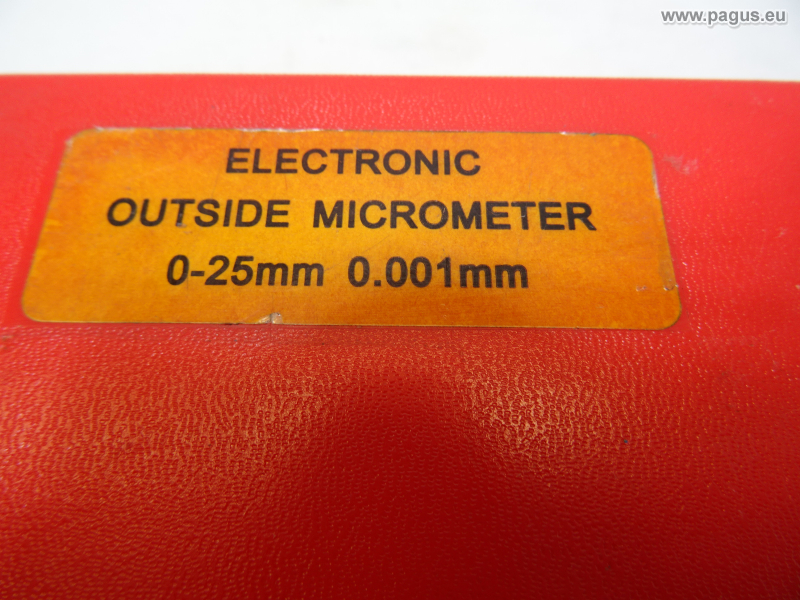 www.pagus.eu
ELECTRONIC
OUTSIDE MICROMETER
0-25mm 0.001mm